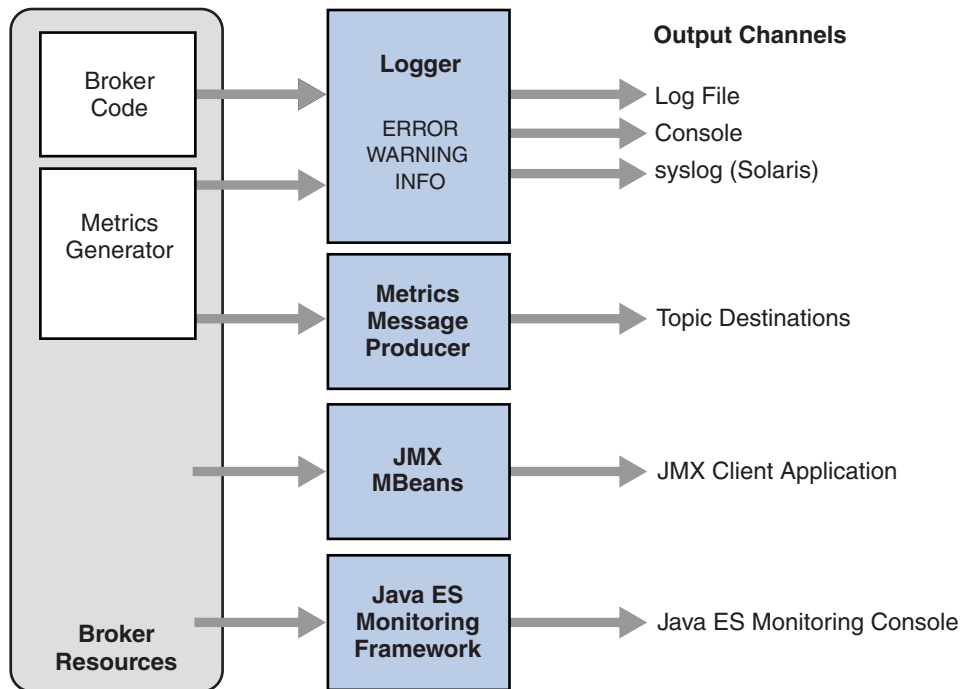 Output Channels
Broker
Code
Metrics
Generator
Broker
Resources
Logger
ERROR
WARNING
INFO
Metrics
Message
Producer
JMX
MBeans
Java ES
Monitoring
Framework
Log File
Console
syslog (Solaris)
Topic Destinations
JMX Client Application
Java ES Monitoring Console